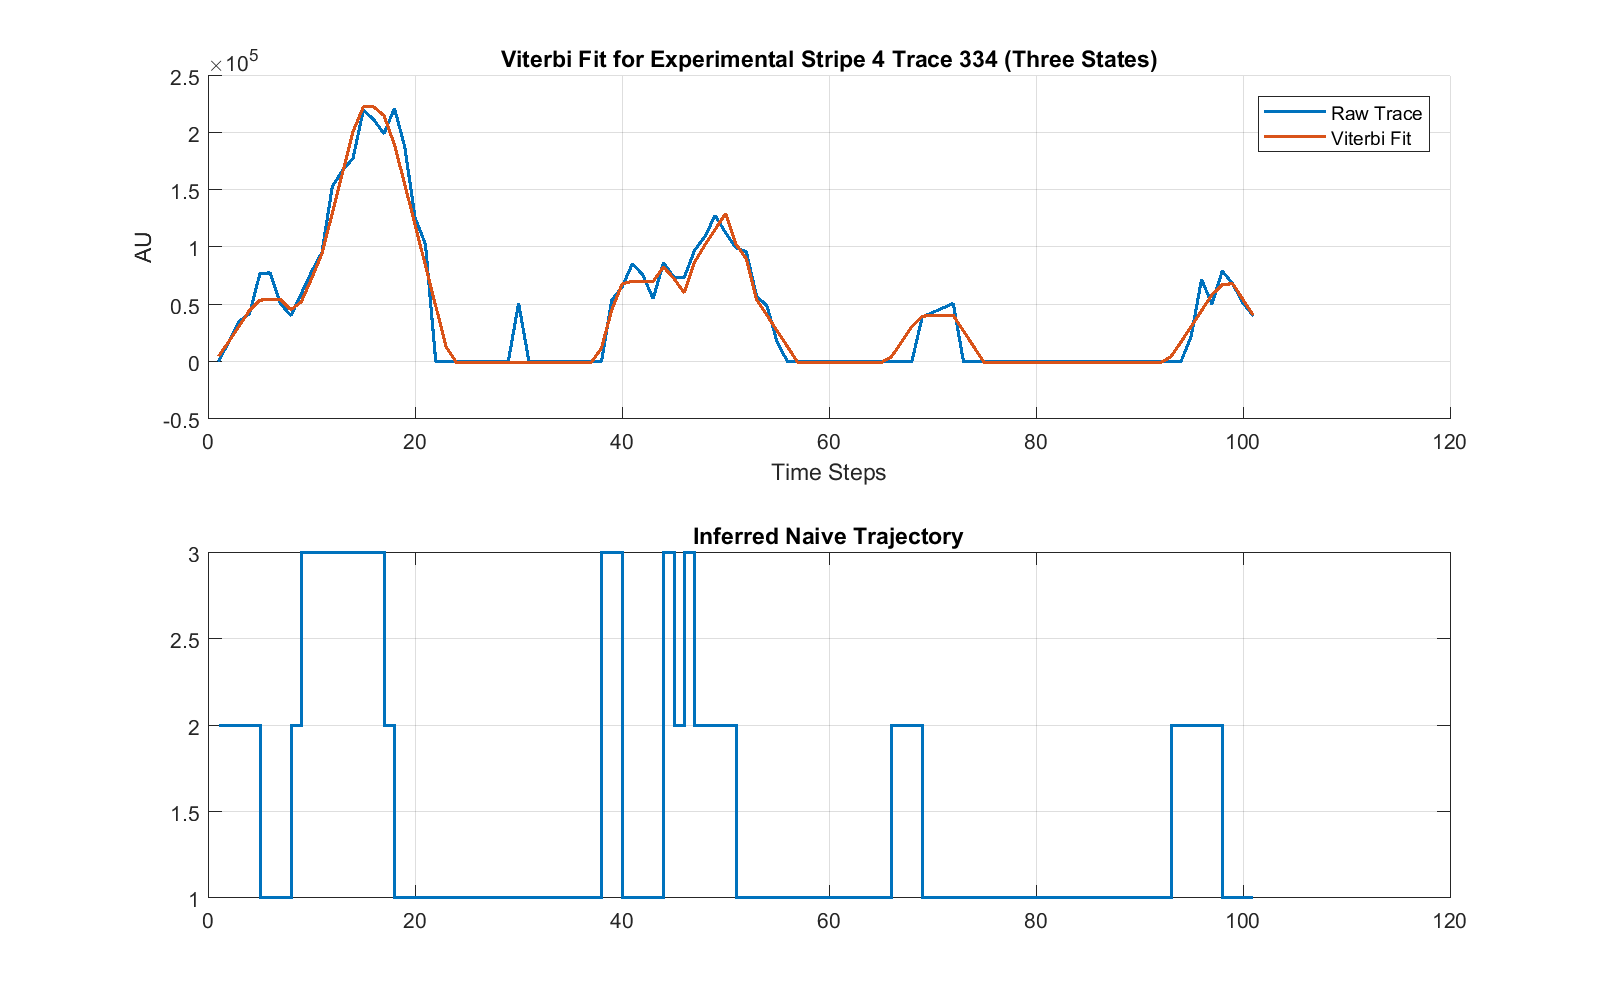 Viterbi Fit for Experimental Stripe 4 Trace 334 (Three States)
×10^5
2.5
2
1.5
1
0.5
0
-0.5
AU
Raw Trace
Viterbi Fit
0 20 40 60 80 100 120
Time Steps
Inferred Naive Trajectory
3
2.5
2
1.5
1
0 20 40 60 80 100 120